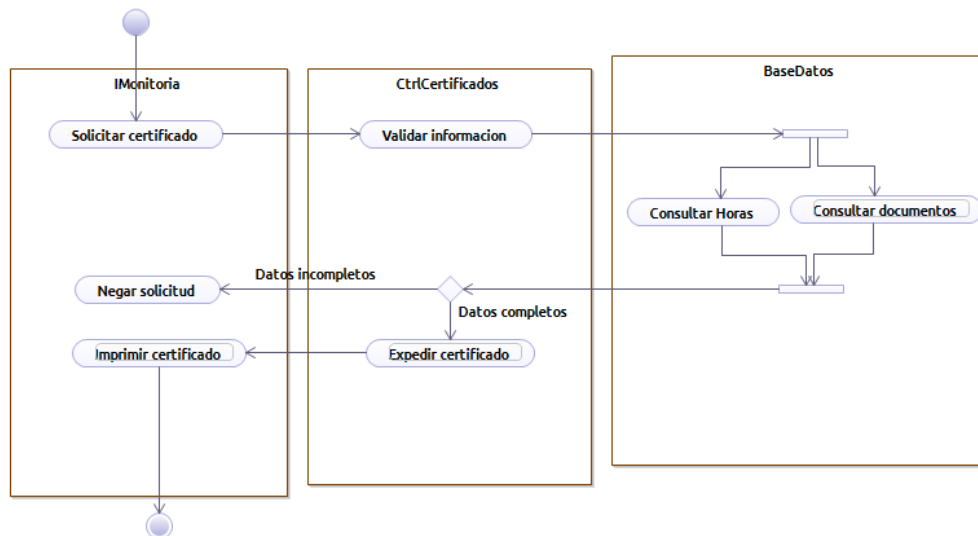 IMonitoria
CtrlCertificados
BaseDatos
Solicitar certificado
Validar informacion
Consultar Horas
Consultar documentos
Datos incompletos
Negar solicitud
Datos completos
Imprimir certificado
Expedir certificado